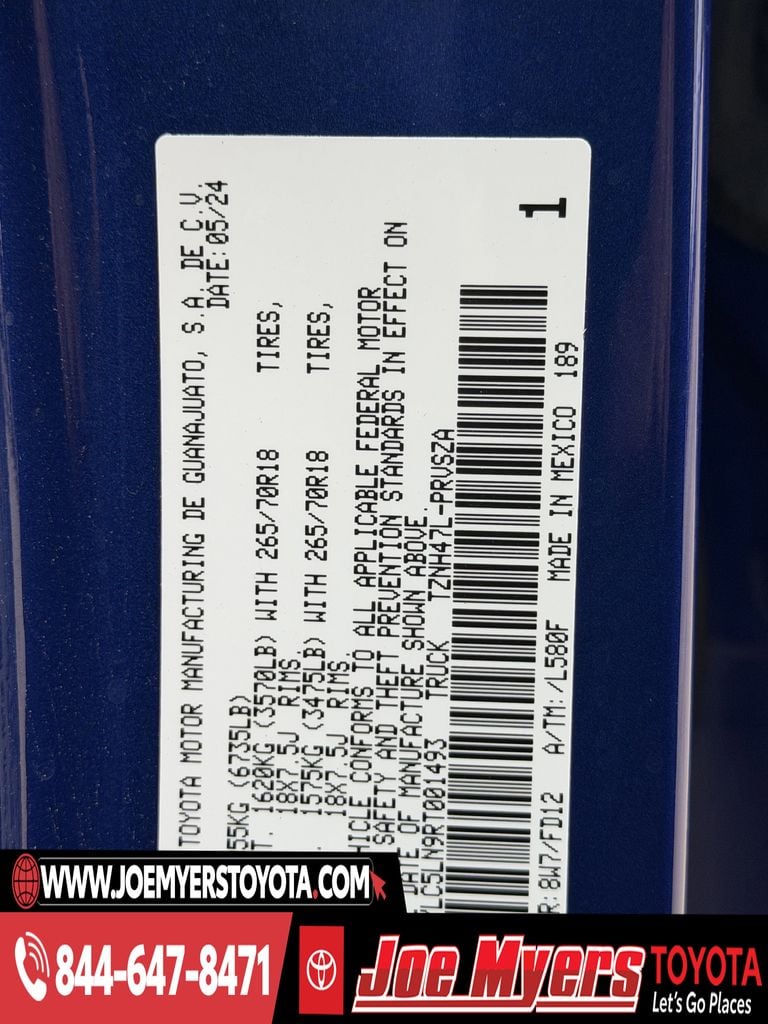 TOYOTA MOTOR MANUFACTURING DE GUANAJUATO, S.A. DE C.V.
DATE:05/24
55KG (6735LB)
T. 1620KG (3570LB) WITH 265/70R18 TIRES,
18X7.5J RIMS
1575KG (3475LB) WITH 265/70R18 TIRES,
18X7.5J RIMS.
HICLE CONFORMS TO ALL APPLICABLE FEDERAL MOTOR
SAFETY AND THEFT PREVENTION STANDARDS IN EFFECT ON
DATE OF MANUFACTURE SHOWN ABOVE.
7LC5LN9RT001493 TRUCK TZNH47L-PRVSZA
1
R:8W7/FD12 A/TM:/L580F MADE IN MEXICO 189
WWW.JOEMYERSTOYOTA.COM
844-647-8471
Joe Myers TOYOTA
Let's Go Places